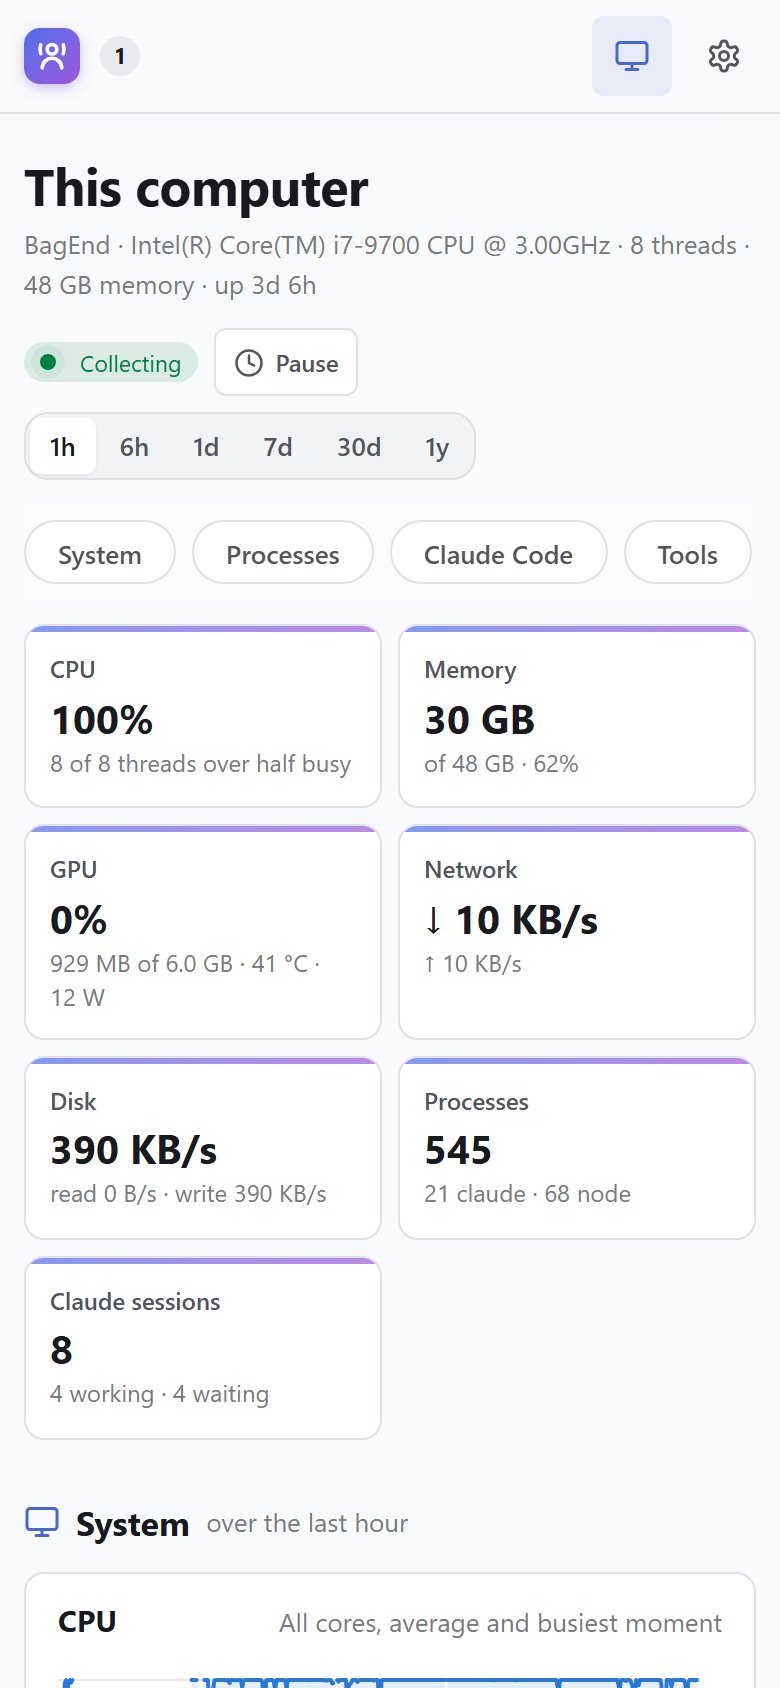 1
This computer
BagEnd · Intel(R) Core(TM) i7-9700 CPU @ 3.00GHz · 8 threads ·
48 GB memory · up 3d 6h
Collecting
Pause
1h 6h 1d 7d 30d 1y
System Processes Claude Code Tools
CPU
100%
8 of 8 threads over half busy
Memory
30 GB
of 48 GB · 62%
GPU
0%
929 MB of 6.0 GB · 41 °C ·
12 W
Network
↓ 10 KB/s
↑ 10 KB/s
Disk
390 KB/s
read 0 B/s · write 390 KB/s
Processes
545
21 claude · 68 node
Claude sessions
8
4 working · 4 waiting
System over the last hour
CPU
All cores, average and busiest moment